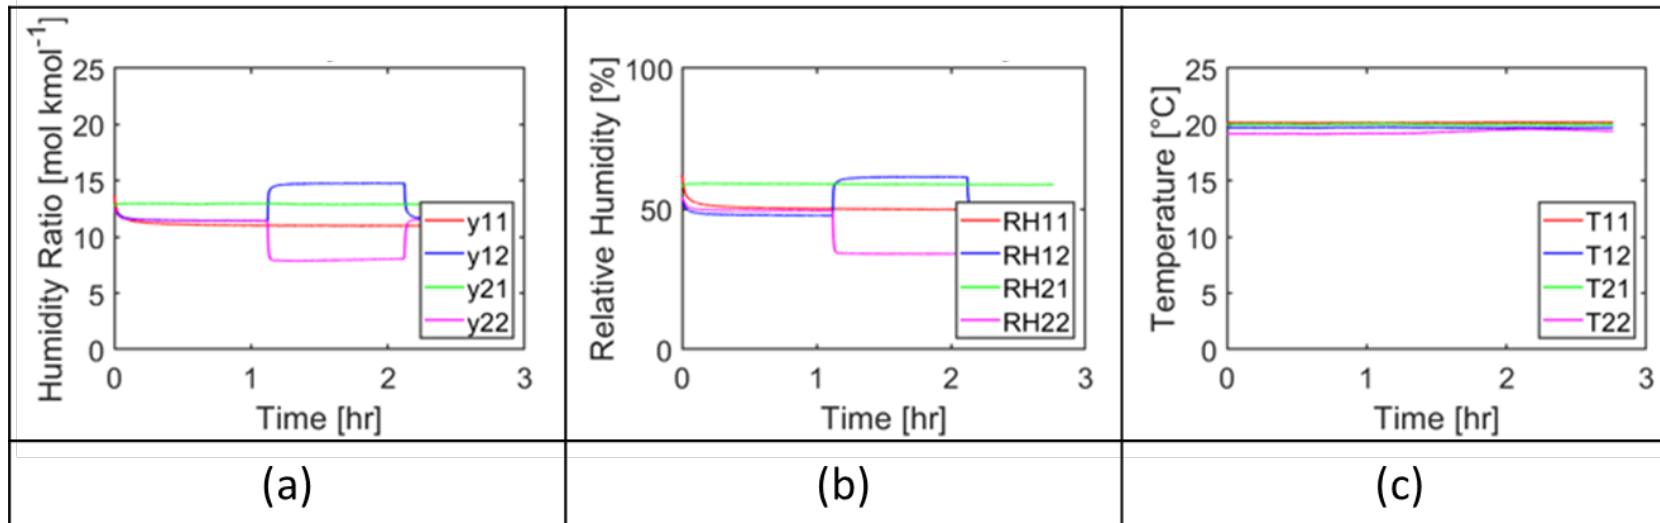 Humidity Ratio [mol kmol⁻¹]
25
20
15
10
5
0
0 1 2 3
Time [hr]
y11
y12
y21
y22
(a)
Relative Humidity [%]
100
50
0
0 1 2 3
Time [hr]
RH11
RH12
RH21
RH22
(b)
Temperature [°C]
25
20
15
10
5
0
0 1 2 3
Time [hr]
T11
T12
T21
T22
(c)